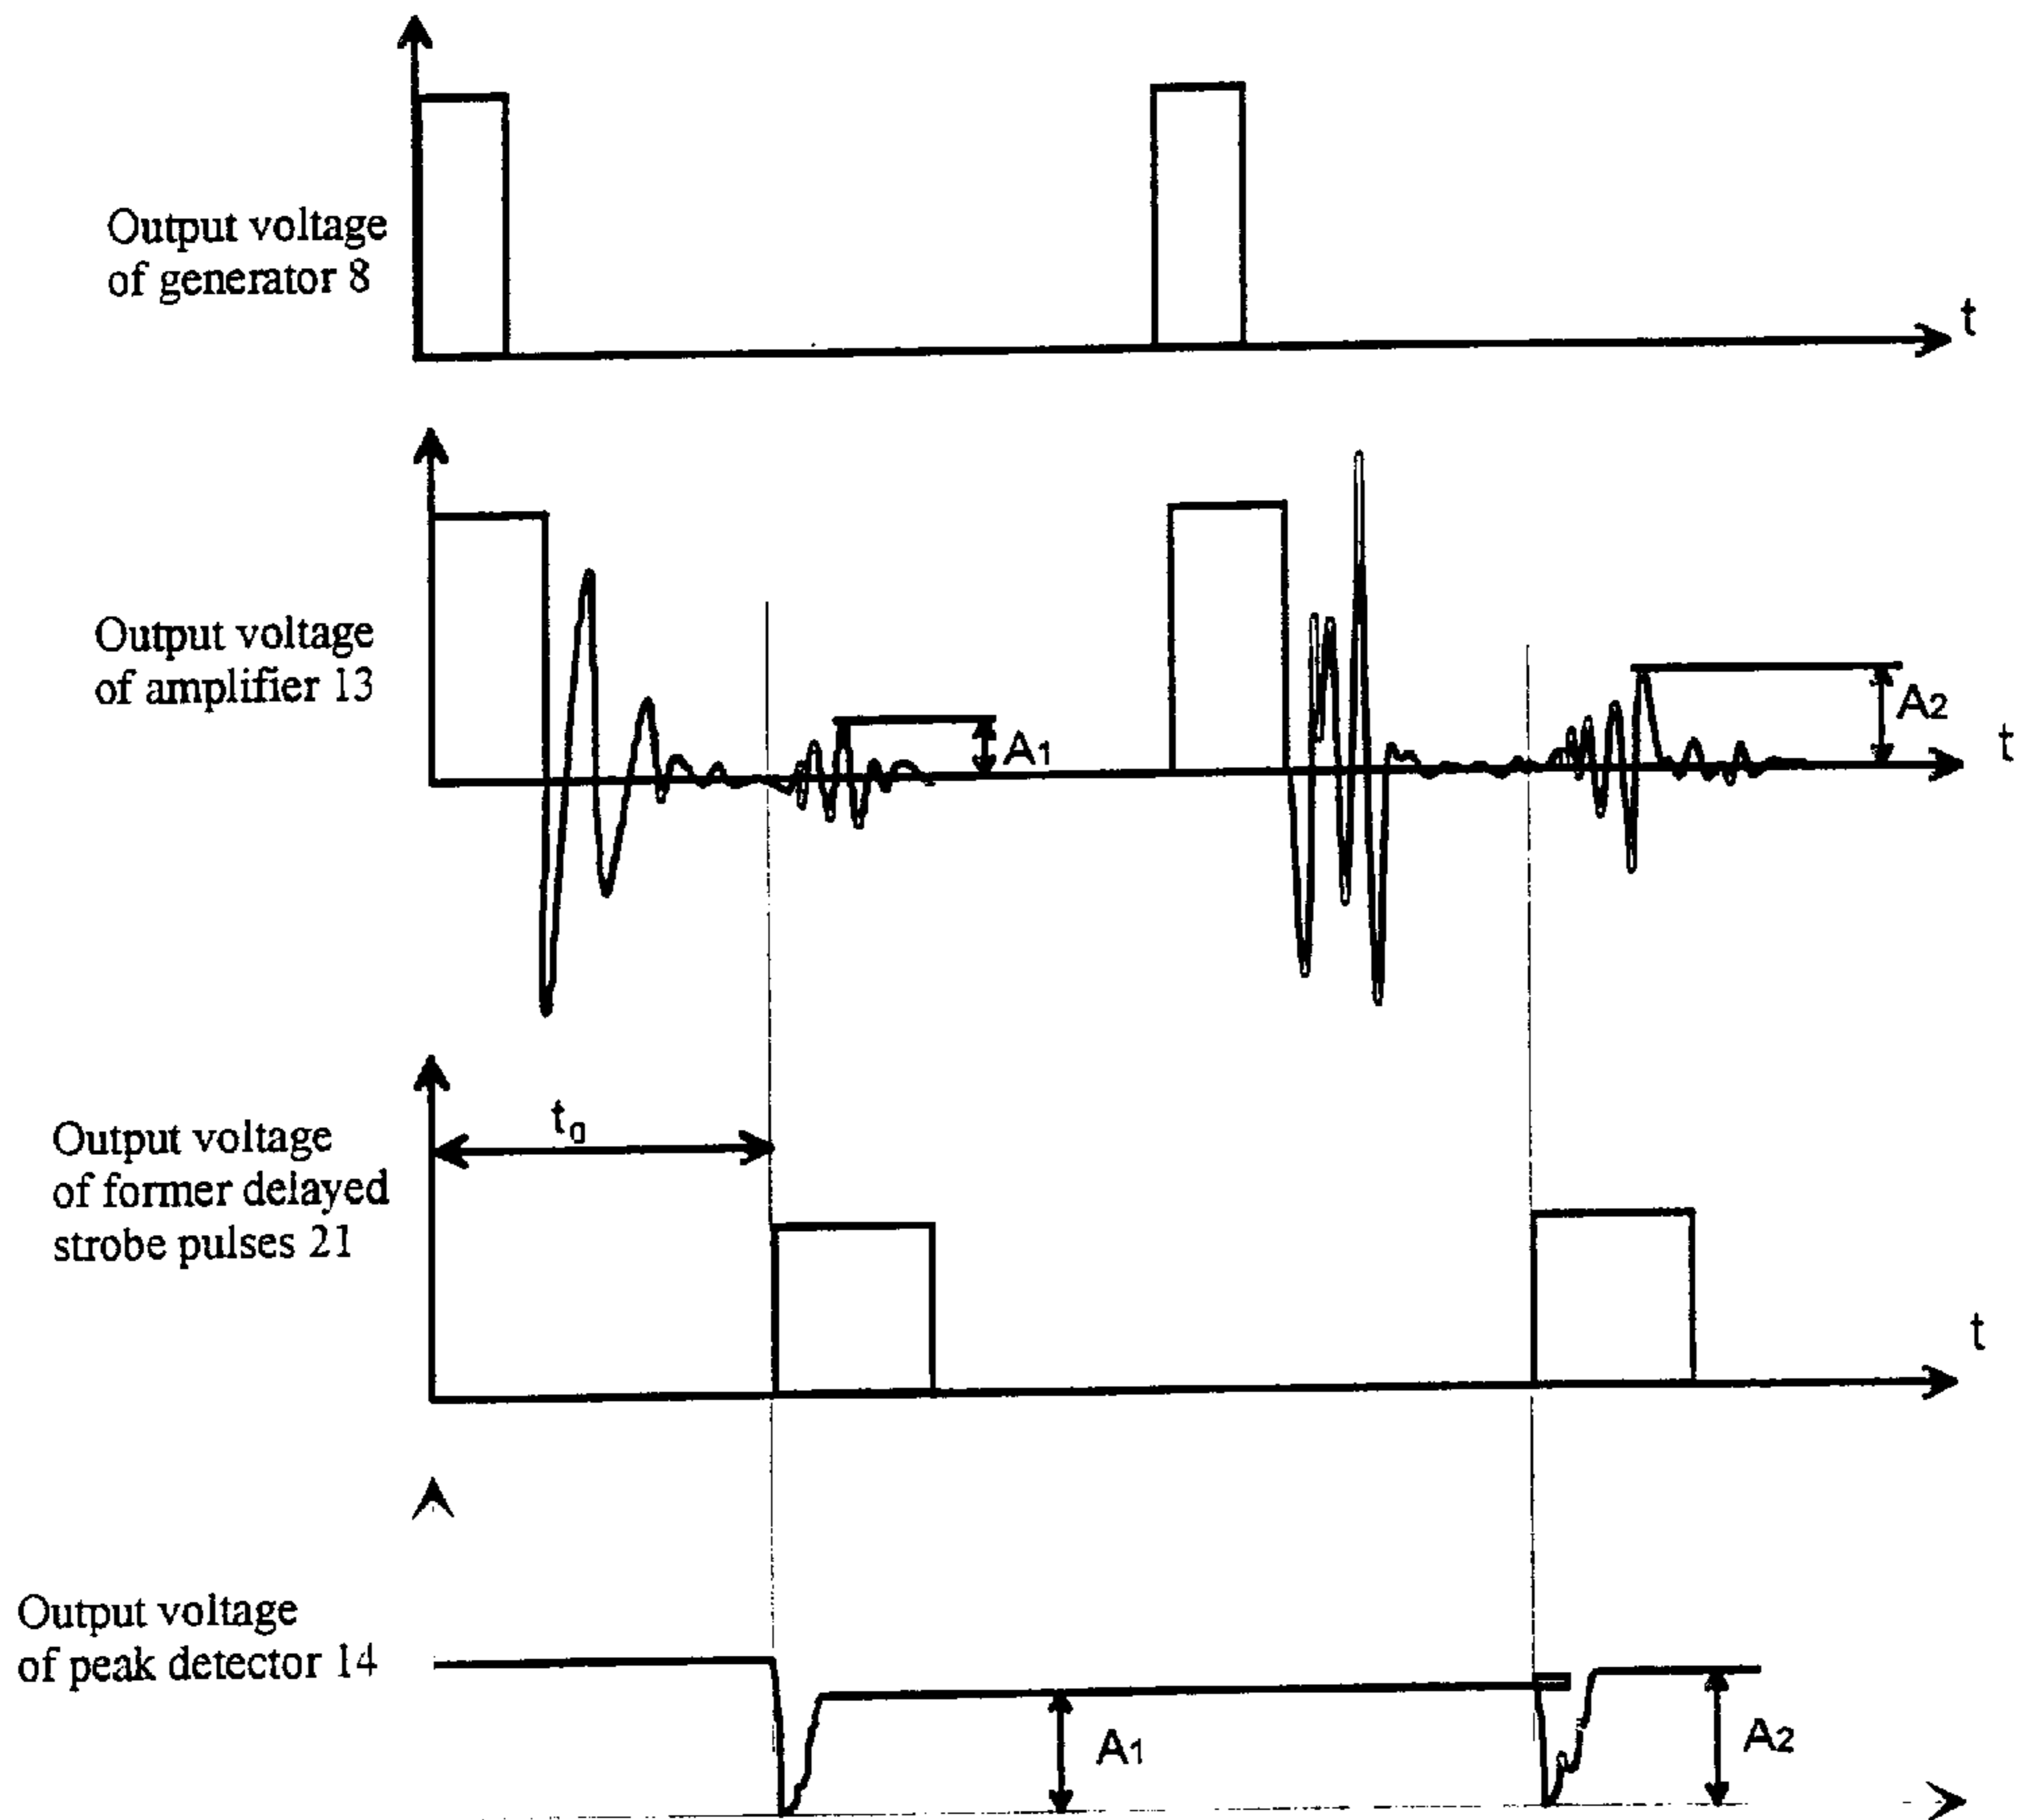 Output voltage
of generator 8
t
Output voltage
of amplifier 13
A1
A2
t
Output voltage
of former delayed
strobe pulses 21
t0
t
Output voltage
of peak detector 14
A1
A2